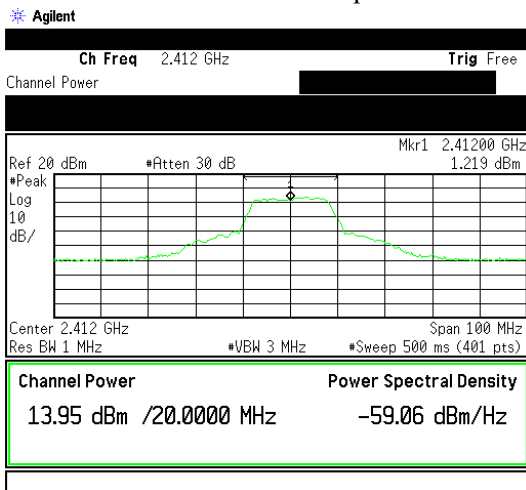 Agilent
Ch Freq 2.412 GHz Trig Free
Channel Power
Mkr1 2.41200 GHz
Ref 20 dBm #Atten 30 dB 1.219 dBm
#Peak
Log
10
dB/
1
Center 2.412 GHz Span 100 MHz
Res BW 1 MHz #VBW 3 MHz #Sweep 500 ms (401 pts)
Channel Power Power Spectral Density
13.95 dBm /20.0000 MHz -59.06 dBm/Hz